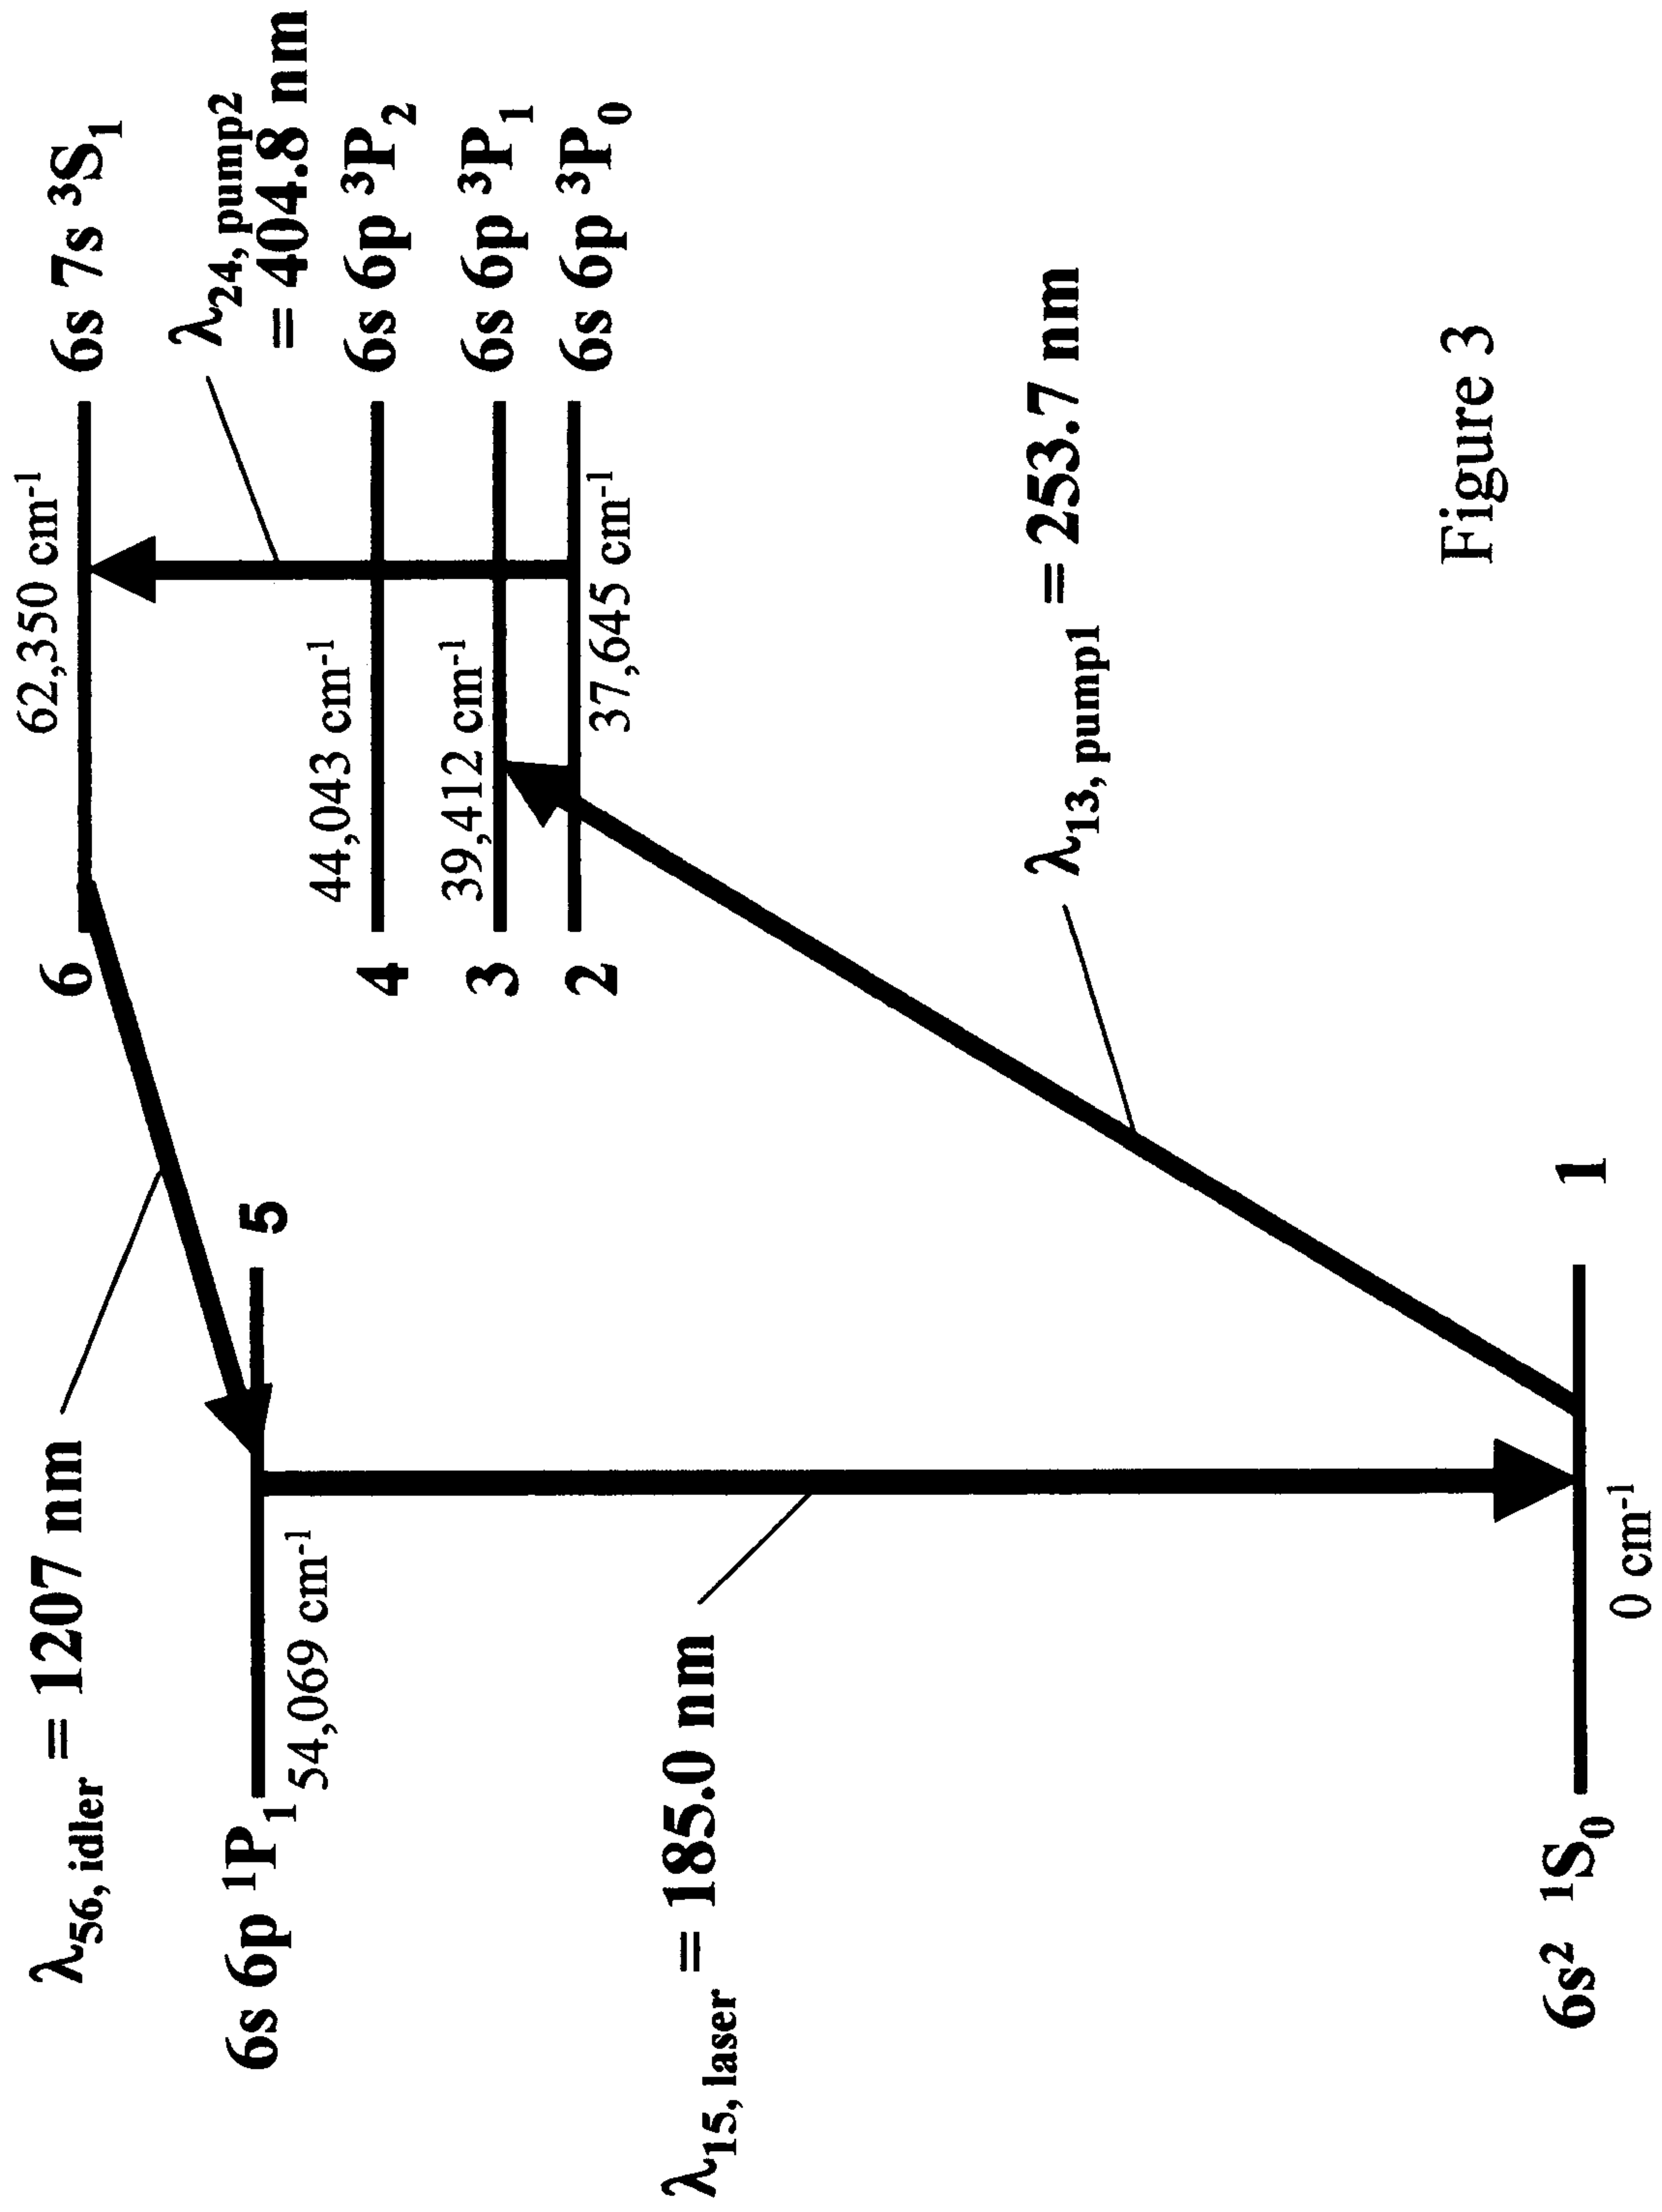 λ56, idler = 1207 nm
62,350 cm-1
6
6s 7s 3S1
λ24, pump2
= 404.8 nm
6s 6p 1P1
54,069 cm-1
5
44,043 cm-1
4
6s 6p 3P2
39,412 cm-1
3
6s 6p 3P1
2
37,645 cm-1
6s 6p 3P0
λ15, laser = 185.0 nm
λ13, pump1 = 253.7 nm
6s2 1S0
0 cm-1
1
Figure 3